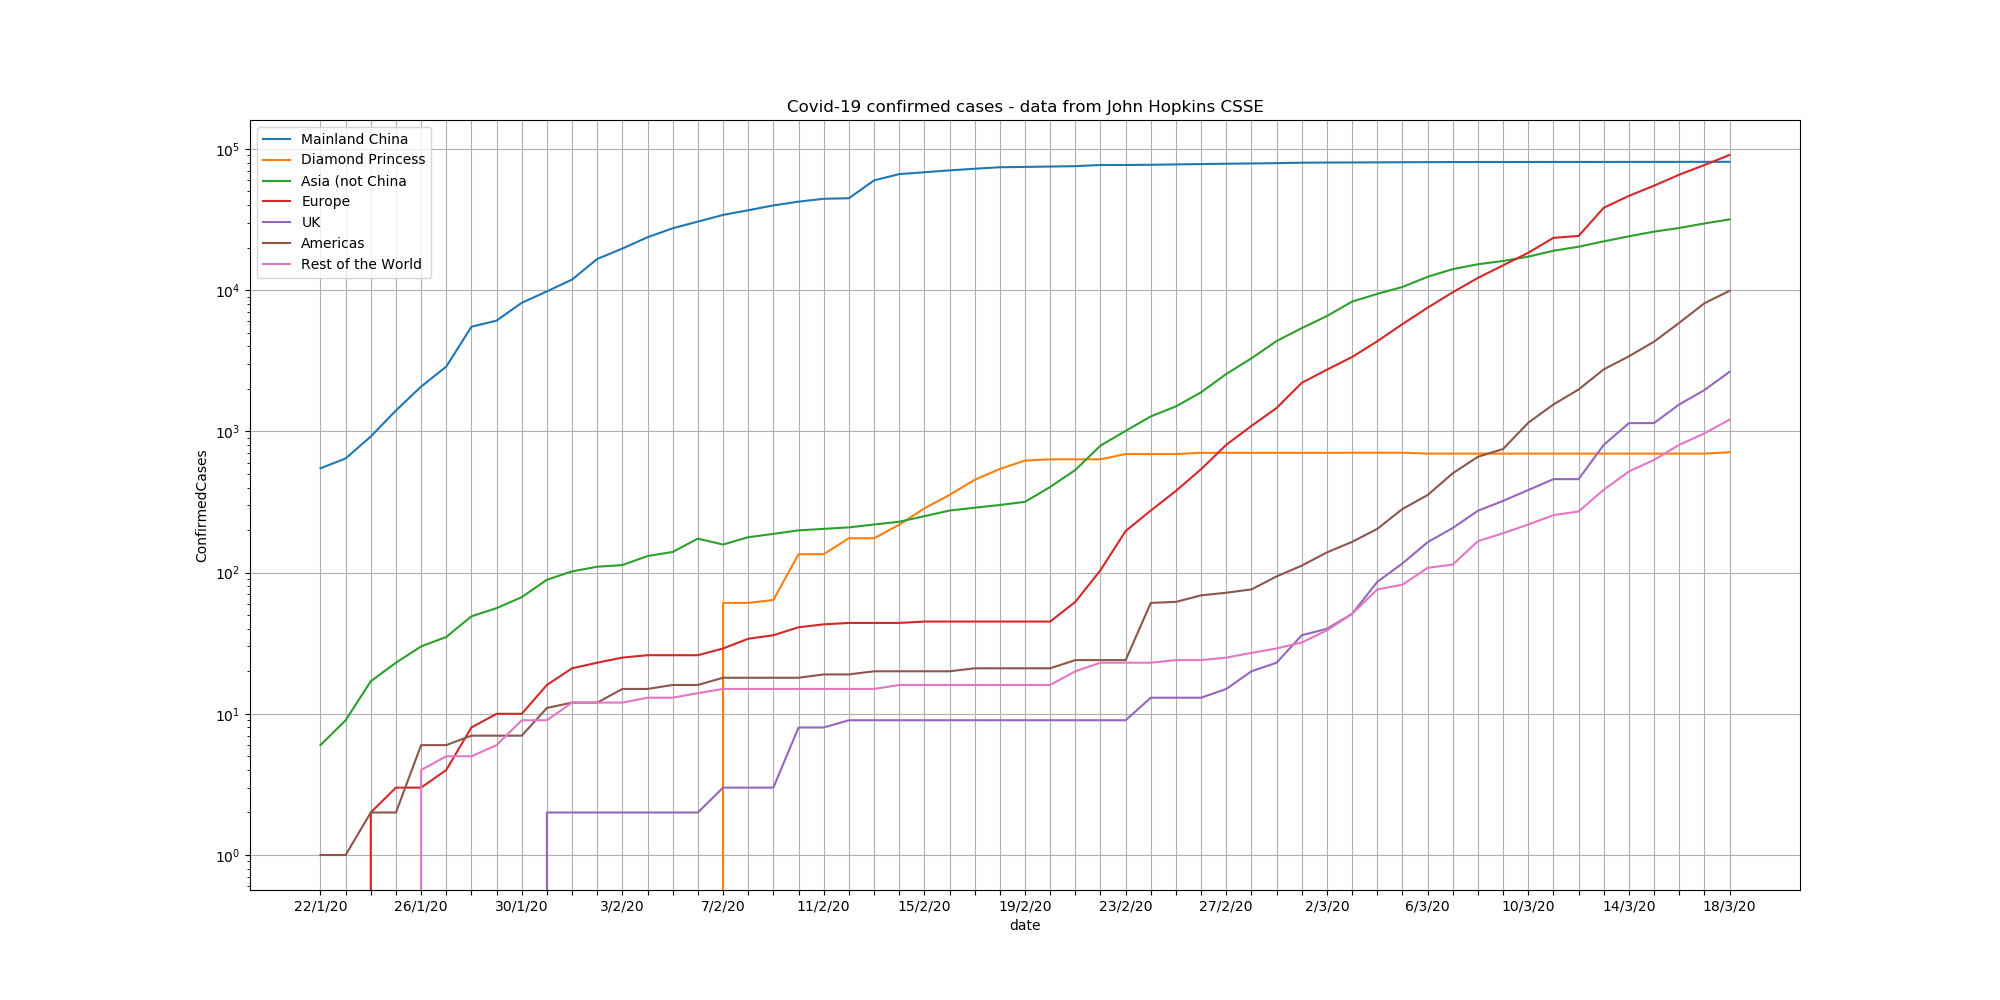 Covid-19 confirmed cases - data from John Hopkins CSSE
Mainland China
Diamond Princess
Asia (not China
Europe
UK
Americas
Rest of the World
10⁵
10⁴
10³
10²
10¹
10⁰
ConfirmedCases
22/1/20 26/1/20 30/1/20 3/2/20 7/2/20 11/2/20 15/2/20 19/2/20 23/2/20 27/2/20 2/3/20 6/3/20 10/3/20 14/3/20 18/3/20
date